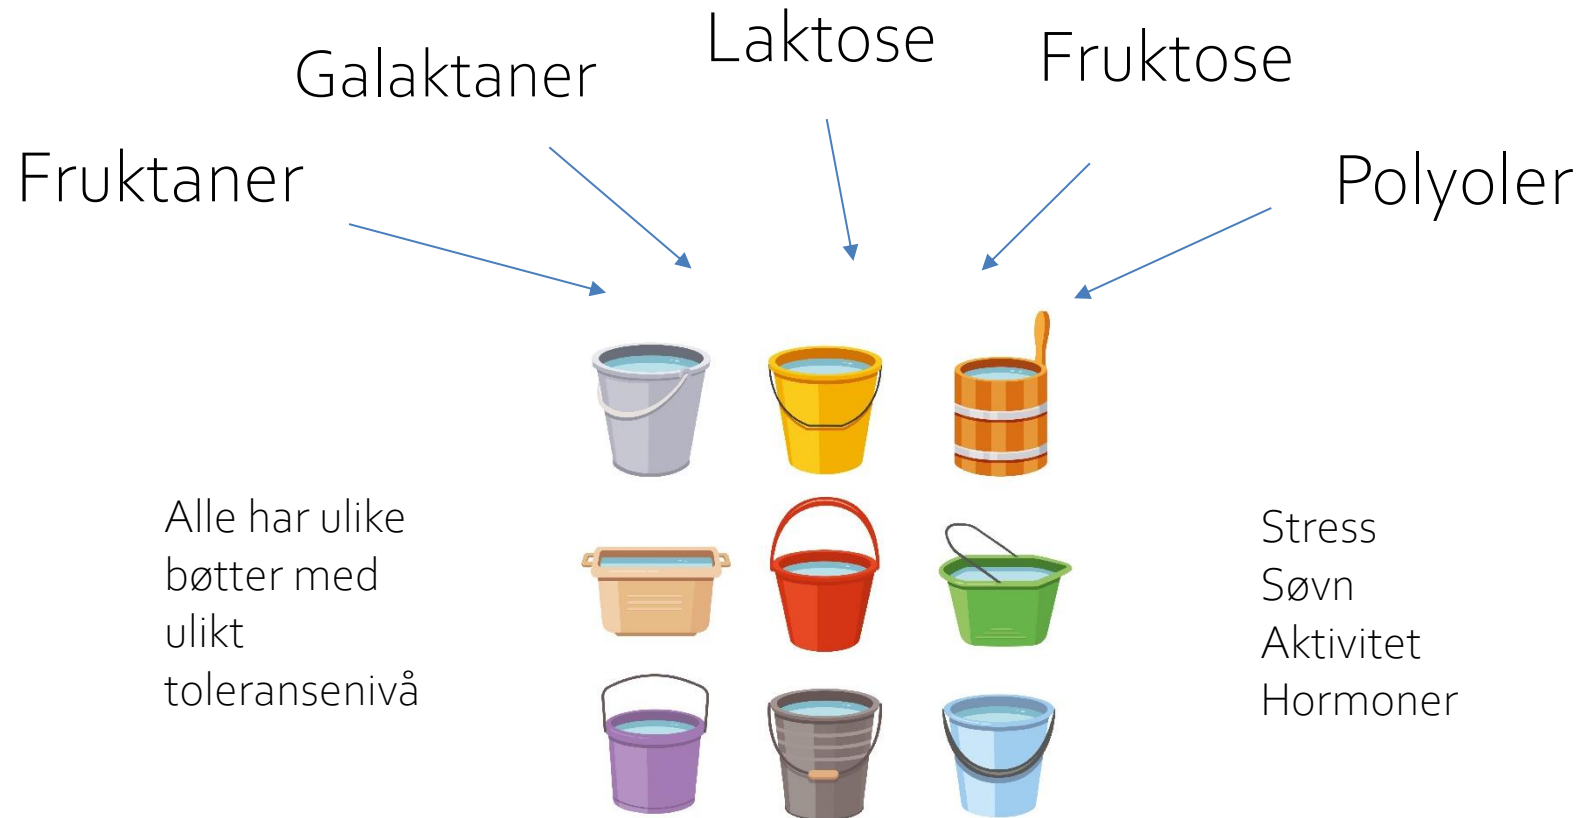 Fruktaner
Galaktaner
Laktose
Fruktose
Polyoler
Alle har ulike
bøtter med
ulikt
toleransenivå
Stress
Søvn
Aktivitet
Hormoner